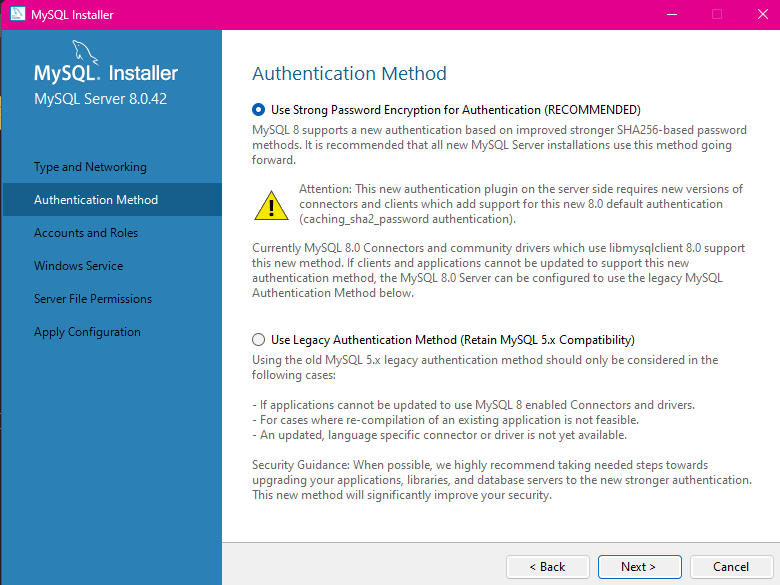 MySQL Installer
MySQL. Installer
MySQL Server 8.0.42
Type and Networking
Authentication Method
Accounts and Roles
Windows Service
Server File Permissions
Apply Configuration
Authentication Method
Use Strong Password Encryption for Authentication (RECOMMENDED)
MySQL 8 supports a new authentication based on improved stronger SHA256-based password
methods. It is recommended that all new MySQL Server installations use this method going
forward.
Attention: This new authentication plugin on the server side requires new versions of
connectors and clients which add support for this new 8.0 default authentication
(caching_sha2_password authentication).
Currently MySQL 8.0 Connectors and community drivers which use libmysqlclient 8.0 support
this new method. If clients and applications cannot be updated to support this new
authentication method, the MySQL 8.0 Server can be configured to use the legacy MySQL
Authentication Method below.
Use Legacy Authentication Method (Retain MySQL 5.x Compatibility)
Using the old MySQL 5.x legacy authentication method should only be considered in the
following cases:
- If applications cannot be updated to use MySQL 8 enabled Connectors and drivers.
- For cases where re-compilation of an existing application is not feasible.
- An updated, language specific connector or driver is not yet available.
Security Guidance: When possible, we highly recommend taking needed steps towards
upgrading your applications, libraries, and database servers to the new stronger authentication.
This new method will significantly improve your security.
< Back
Next >
Cancel